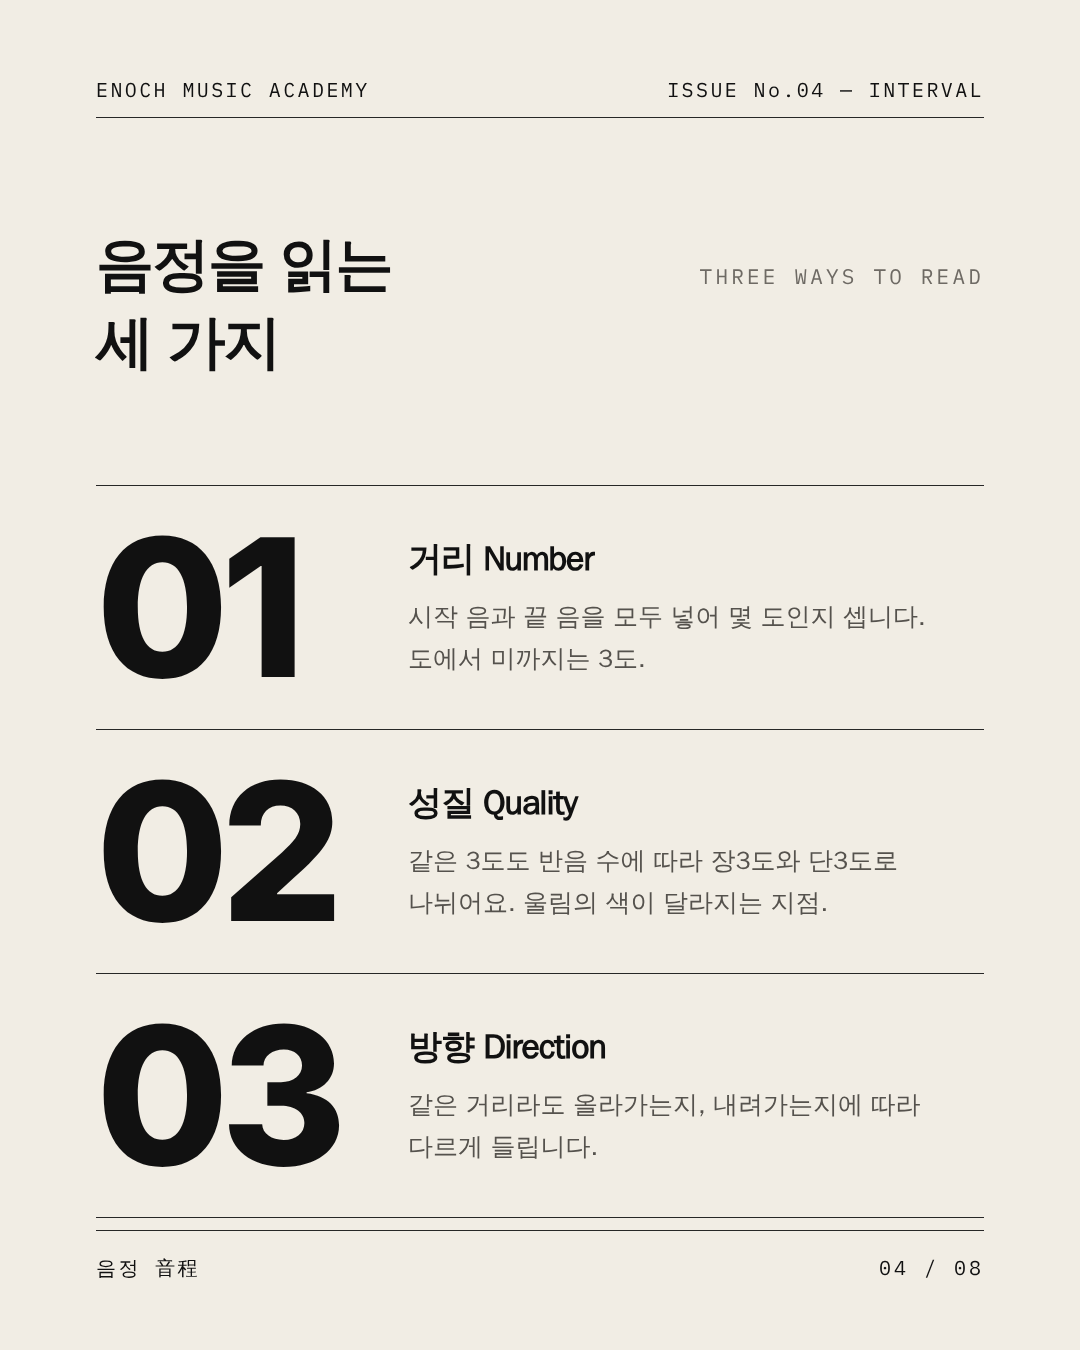 ENOCH MUSIC ACADEMY
ISSUE No.04 — INTERVAL
음정을 읽는
세 가지
THREE WAYS TO READ
01
거리 Number
시작 음과 끝 음을 모두 넣어 몇 도인지 셉니다.
도에서 미까지는 3도.
02
성질 Quality
같은 3도도 반음 수에 따라 장3도와 단3도로
나뉘어요. 울림의 색이 달라지는 지점.
03
방향 Direction
같은 거리라도 올라가는지, 내려가는지에 따라
다르게 들립니다.
음정 音程
04 / 08